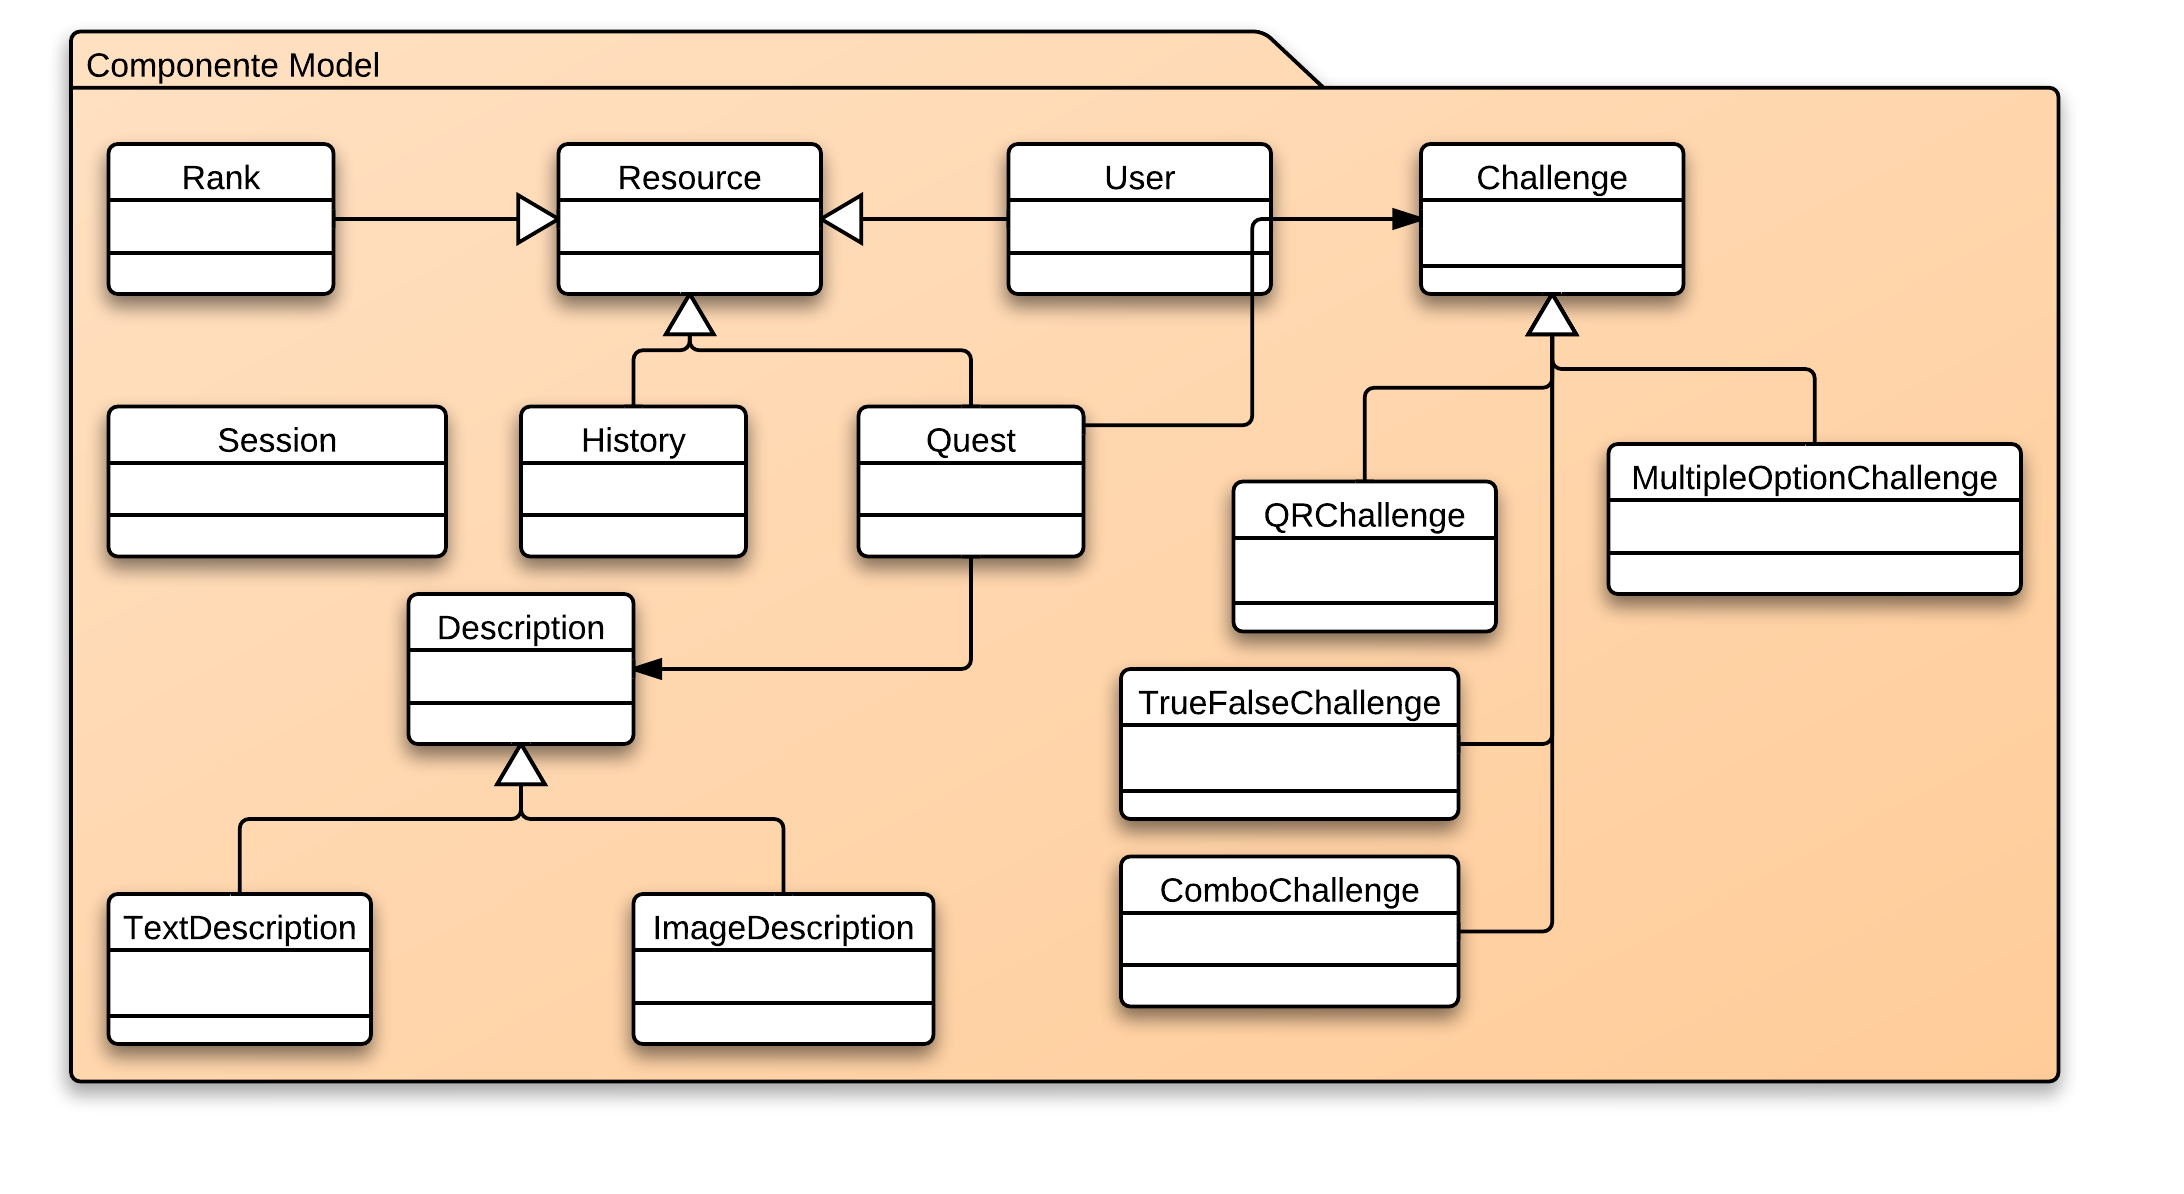 Componente Model
Rank
Resource
User
Challenge
Session
History
Quest
MultipleOptionChallenge
QRChallenge
Description
TrueFalseChallenge
ComboChallenge
TextDescription
ImageDescription